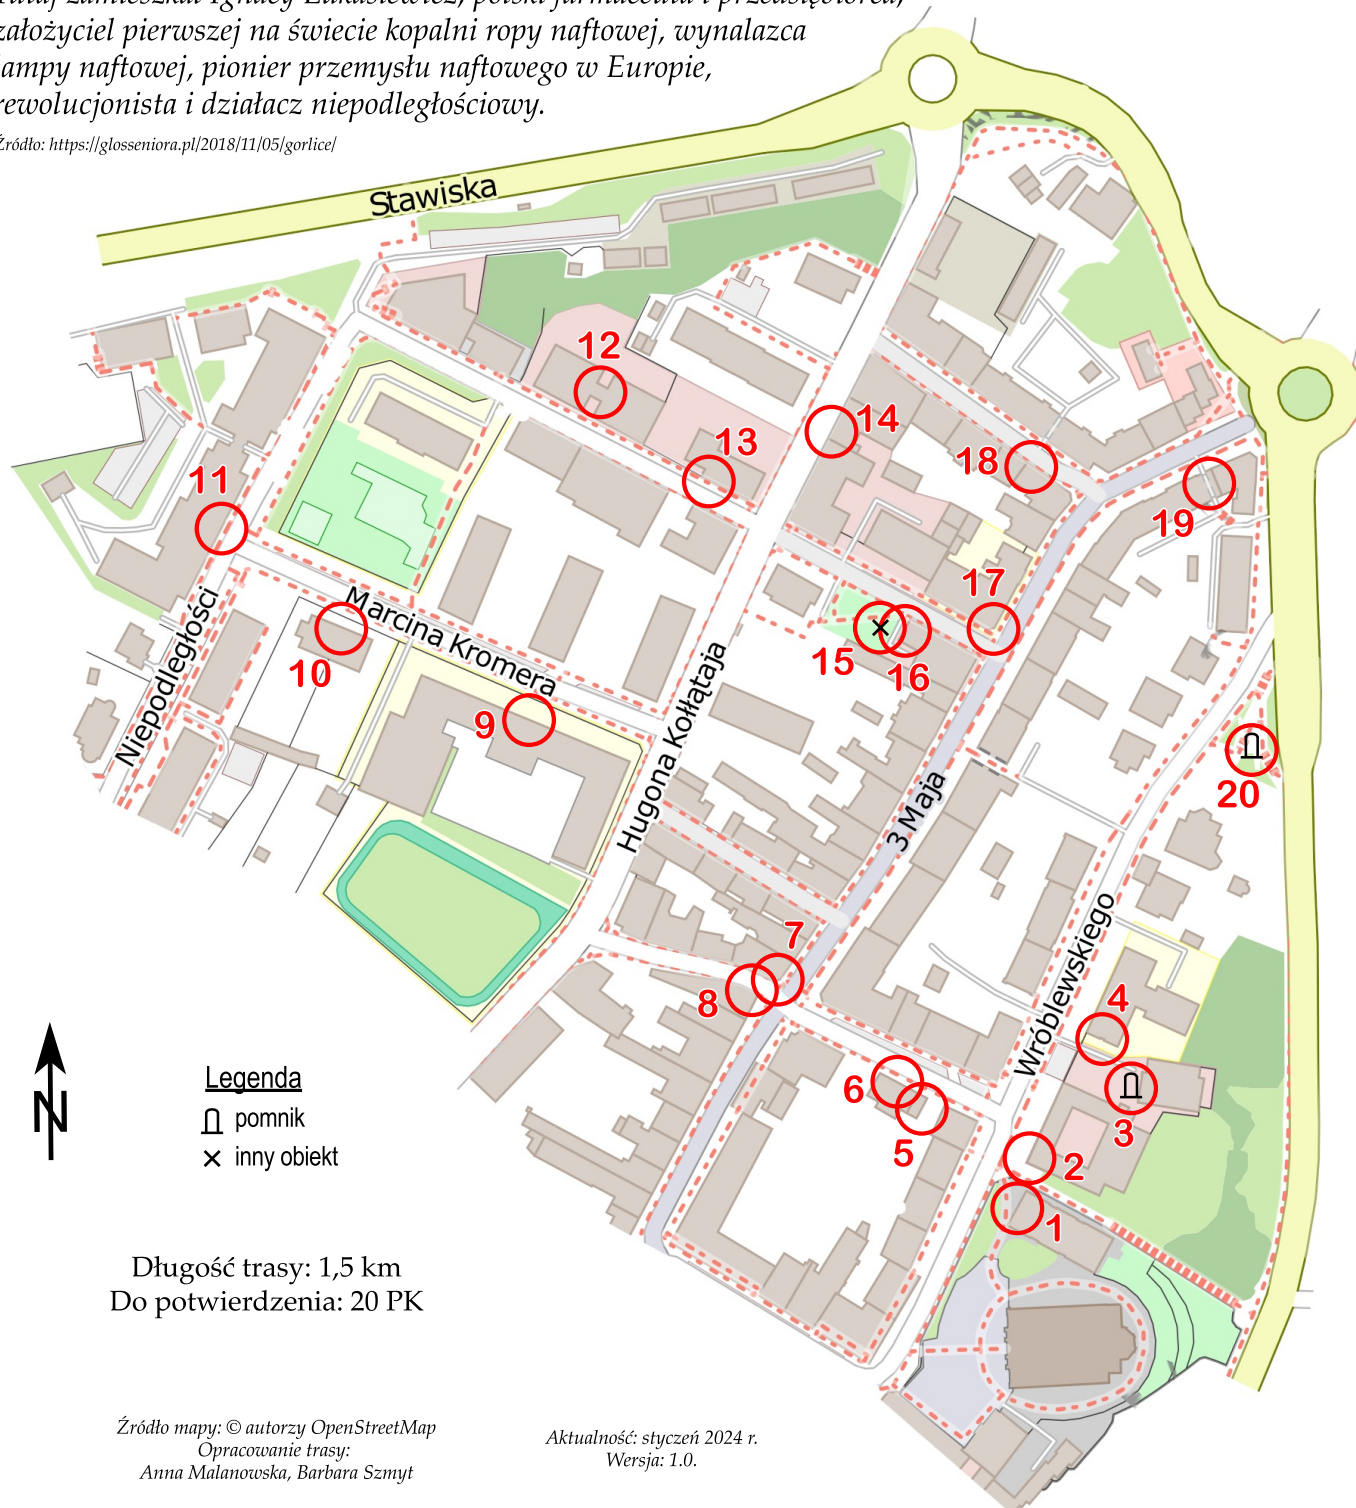 założyciel pierwszej na świecie kopalni ropy naftowej, wynalazca
lampy naftowej, pionier przemysłu naftowego w Europie,
rewolucjonista i działacz niepodległościowy.
Źródło: https://glosseniora.pl/2018/11/05/gorlice/
Stawiska
12
13
14
18
11
19
17
Marcina Kromera
Niepodległości
10
15
16
9
Hugona Kołłątaja
20
3 Maja
7
8
Wróblewskiego
4
6
5
3
2
1
N
Legenda
pomnik
inny obiekt
Długość trasy: 1,5 km
Do potwierdzenia: 20 PK
Źródło mapy: © autorzy OpenStreetMap
Opracowanie trasy:
Anna Malanowska, Barbara Szmyt
Aktualność: styczeń 2024 r.
Wersja: 1.0.